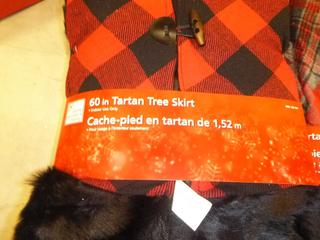 60 in Tartan Tree Skirt
• Indoor Use Only
Cache-pied en tartan de 1,52 m
• Pour usage à l'intérieur seulement